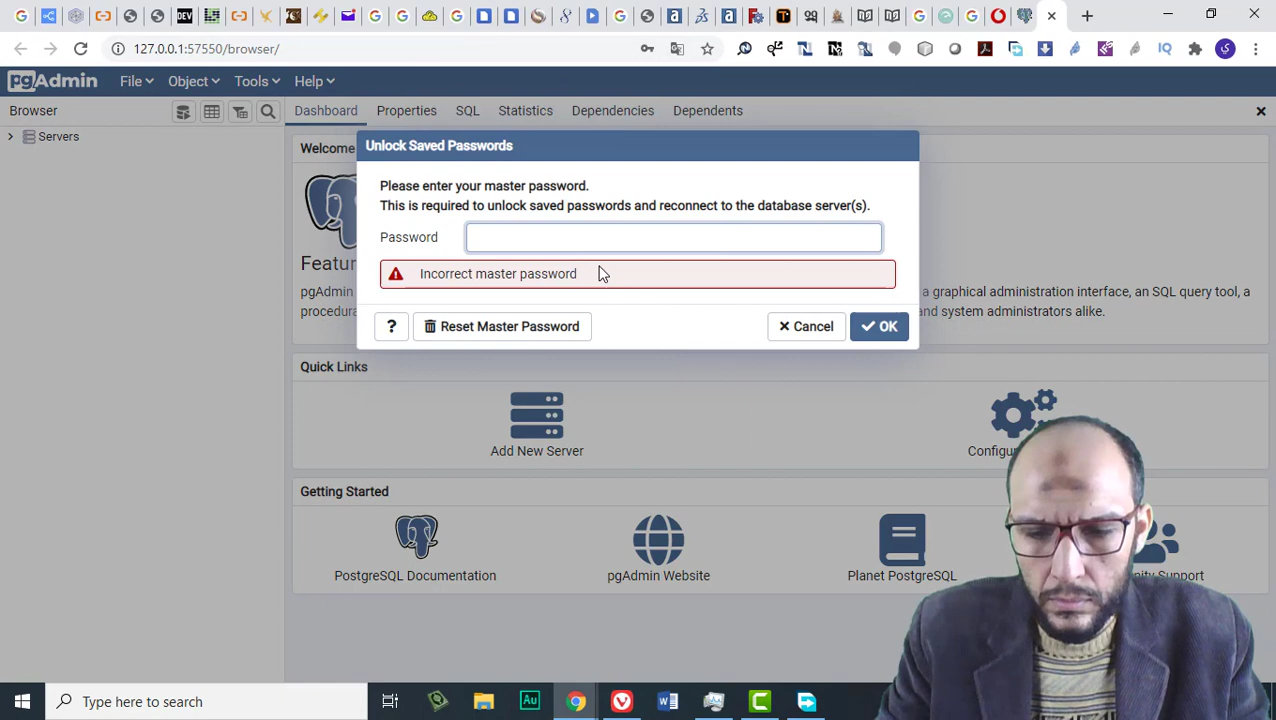 127.0.0.1:57550/browser/
pgAdmin File Object Tools Help
Browser Dashboard Properties SQL Statistics Dependencies Dependents
Servers
Welcome
Unlock Saved Passwords
Please enter your master password.
This is required to unlock saved passwords and reconnect to the database server(s).
Password
Incorrect master password
? Reset Master Password Cancel OK
pgAdmin a graphical administration interface, an SQL query tool, a
and system administrators alike.
Quick Links
Add New Server
Getting Started
PostgreSQL Documentation pgAdmin Website Planet PostgreSQL Support
Type here to search